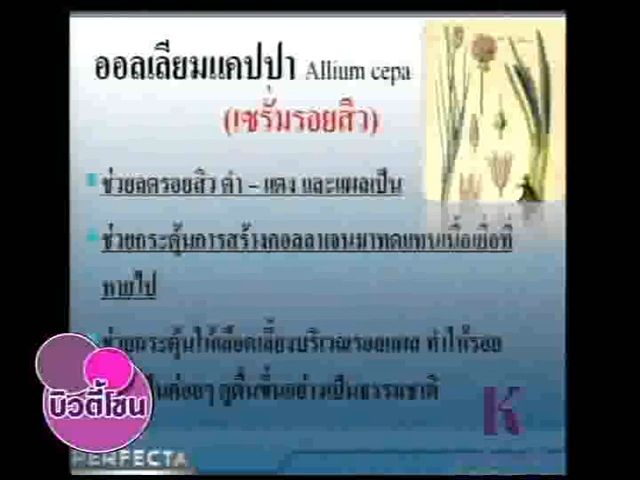 ออลเลียมแคปปา Allium cepa
(เซรั่มรอยสิว)
ช่วยลดรอยสิว ดำ - แดง และแผลเป็น
ช่วยกระตุ้นการสร้างคอลลาเจนมาทดแทนเนื้อเยื่อที่
หายไป
ช่วยกระตุ้นให้เลือดเลี้ยงบริเวณรอยแผล ทำให้รอย
ค่อยๆ ตื้นขึ้นอย่างเป็นธรรมชาติ
บิวตี้โซน
K
PERFECTA